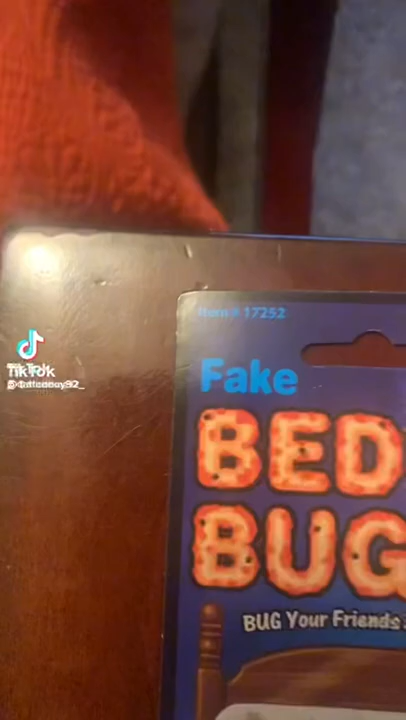 Item# 17252
Fake
BED
BUG
BUG Your Friends
TikTok